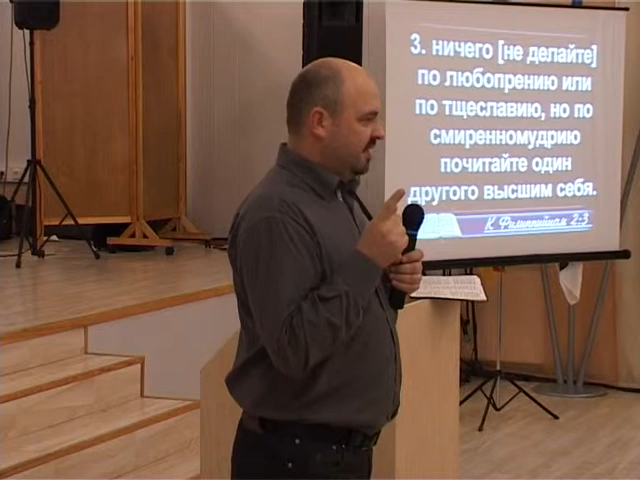 3. ничего [не делайте]
по любопрению или
по тщеславию, но по
смиренномудрию
почитайте один
другого высшим себя.
К Филиппийцам 2:3